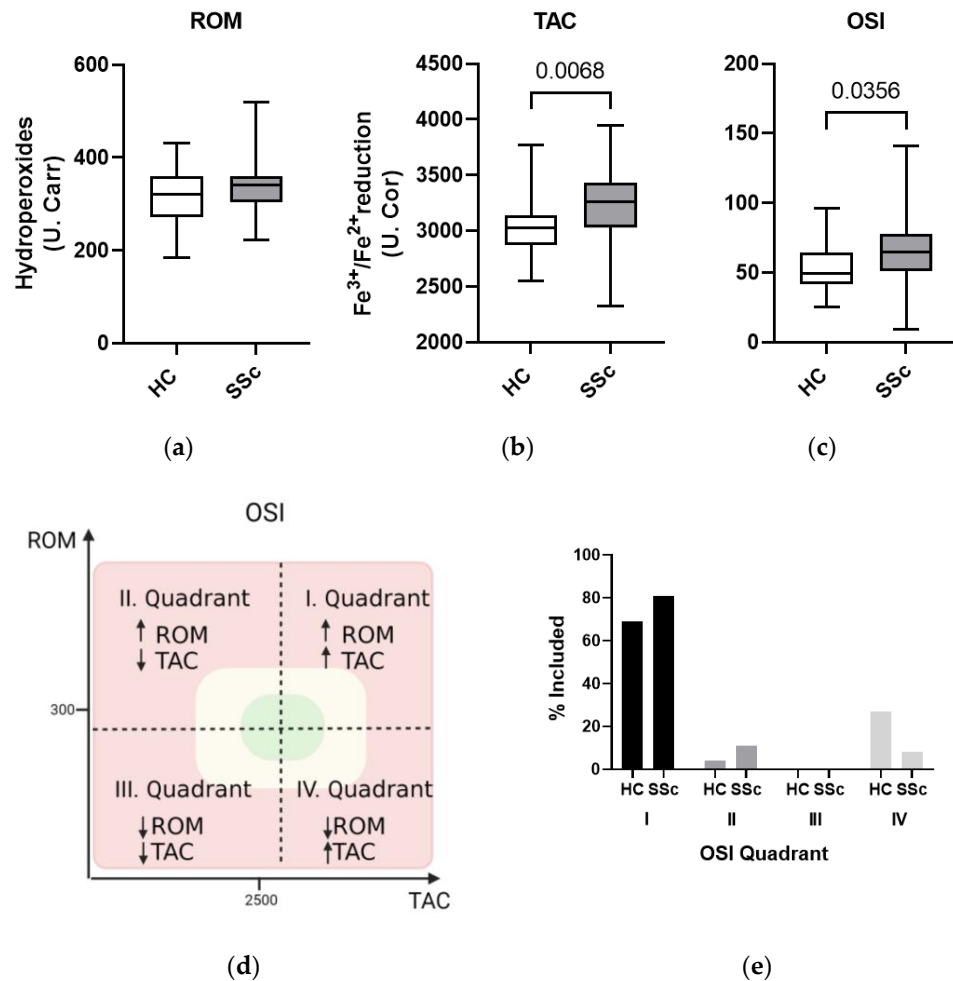 ROM
Hydroperoxides
(U. Carr)
600
400
200
0
HC
SSc
(a)
TAC
Fe³⁺/Fe²⁺reduction
(U. Cor)
4500
4000
3500
3000
2500
2000
0.0068
HC
SSc
(b)
OSI
200
150
100
50
0
0.0356
HC
SSc
(c)
OSI
ROM
II. Quadrant
↑ ROM
↓ TAC
I. Quadrant
↑ ROM
↑ TAC
300
III. Quadrant
↓ROM
↓TAC
IV. Quadrant
↓ROM
↑TAC
2500
TAC
(d)
% Included
100
80
60
40
20
0
HC SSc HC SSc HC SSc HC SSc
I II III IV
OSI Quadrant
(e)